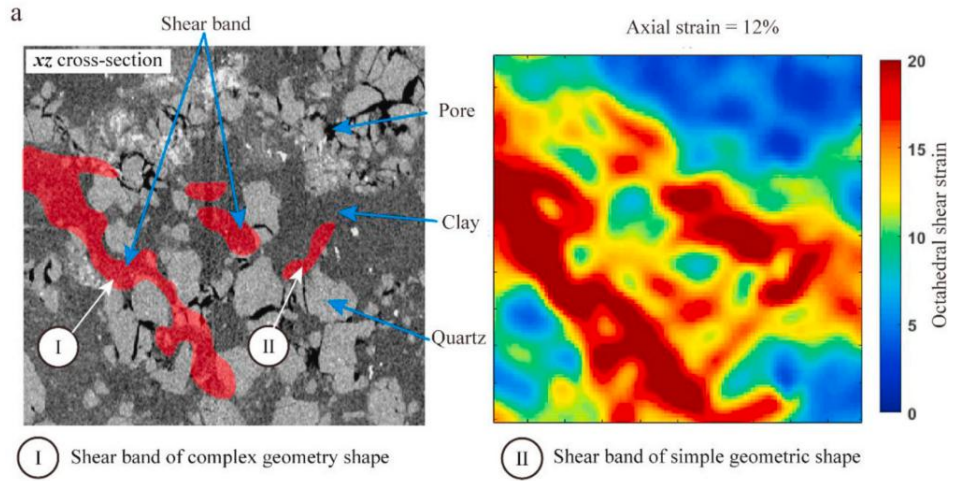 a
Shear band
xz cross-section
Pore
Clay
Quartz
I
II
Axial strain = 12%
20
15
10
5
0
Octahedral shear strain
I Shear band of complex geometry shape
II Shear band of simple geometric shape